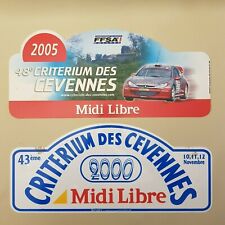 FFSA
2005
48e CRITERIUM DES
CEVENNES
Midi Libre
CRITERIUM DES CEVENNES
43ème
2000
10,11,12
Novembre
Midi Libre